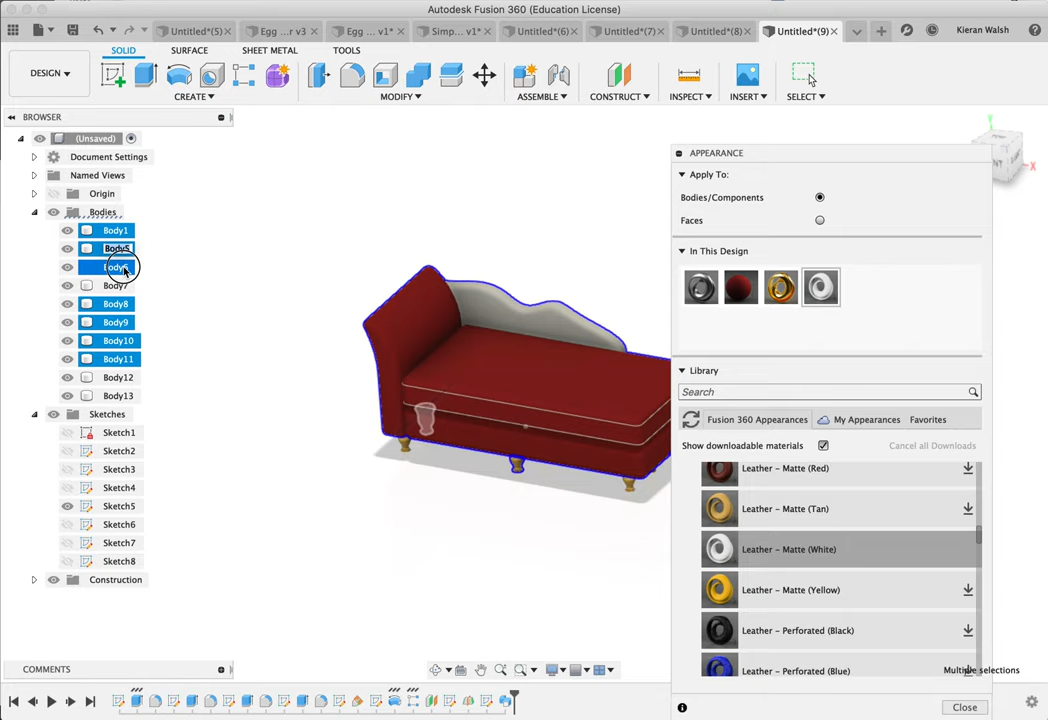 Autodesk Fusion 360 (Education License)
Untitled*(5)
Egg ...r v3
Egg ... v1*
Simp... v1*
Untitled*(6)
Untitled*(7)
Untitled*(8)
Untitled*(9)
Kieran Walsh
SOLID
SURFACE
SHEET METAL
TOOLS
DESIGN
CREATE
MODIFY
ASSEMBLE
CONSTRUCT
INSPECT
INSERT
SELECT
BROWSER
(Unsaved)
Document Settings
Named Views
Origin
Bodies
Body1
Body5
Body6
Body7
Body8
Body9
Body10
Body11
Body12
Body13
Sketches
Sketch1
Sketch2
Sketch3
Sketch4
Sketch5
Sketch6
Sketch7
Sketch8
Construction
COMMENTS
APPEARANCE
Apply To:
Bodies/Components
Faces
In This Design
Library
Search
Fusion 360 Appearances
My Appearances
Favorites
Show downloadable materials
Cancel all Downloads
Leather - Matte (Red)
Leather - Matte (Tan)
Leather - Matte (White)
Leather - Matte (Yellow)
Leather - Perforated (Black)
Leather - Perforated (Blue)
Multiple selections
Close